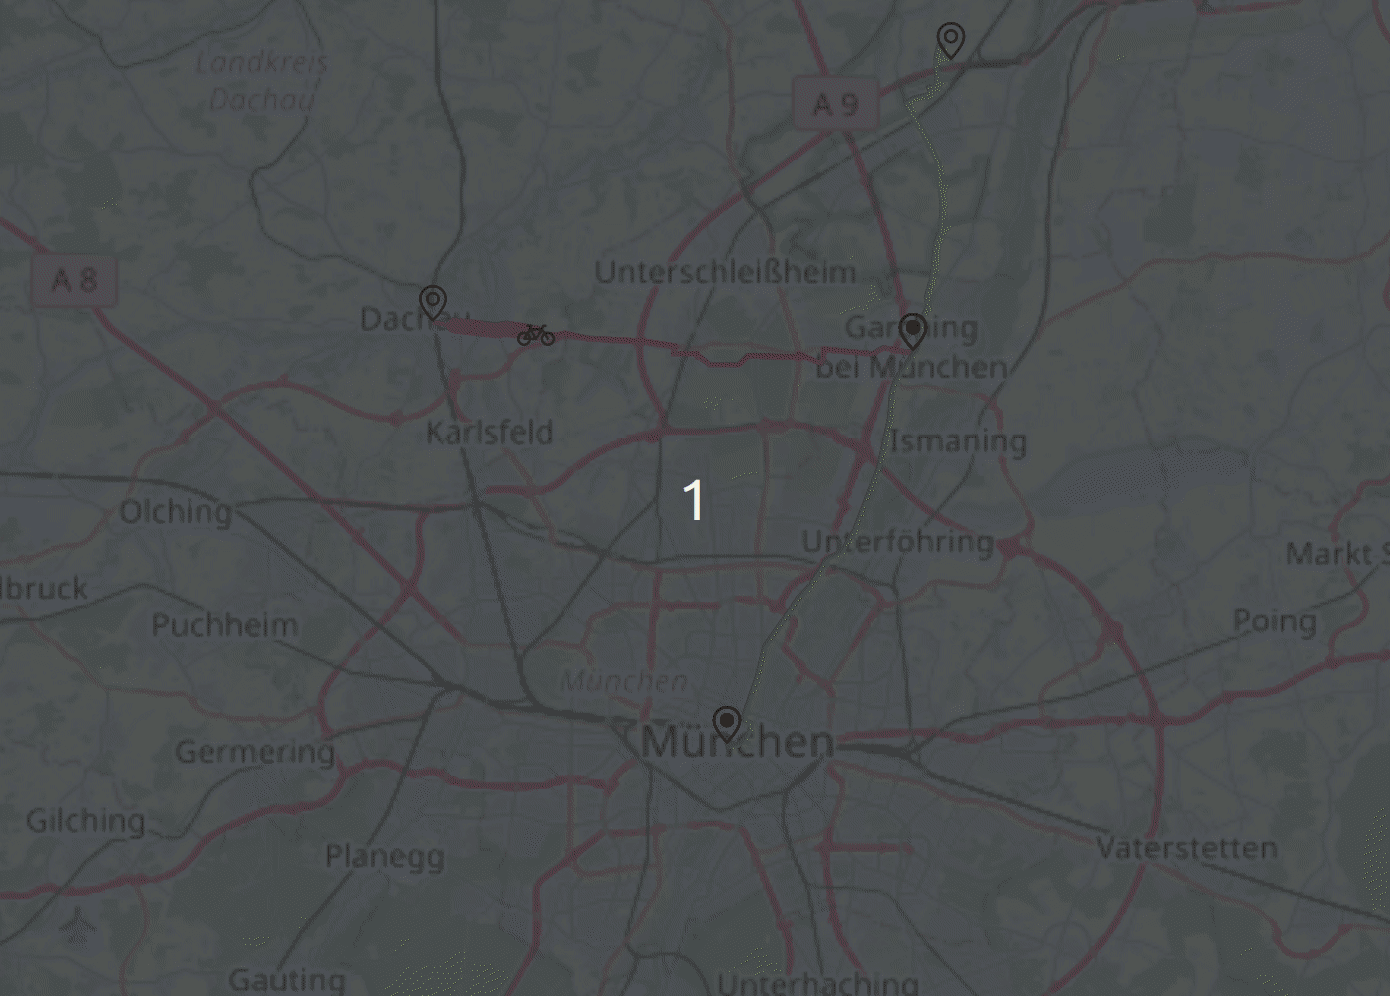 Landkreis
Dachau
A 9
A 8
Unterschleißheim
Dachau
Garching
bei München
Karlsfeld
Ismaning
1
Olching
Unterföhring
Markt S
lbruck
Puchheim
Poing
München
München
Germering
Gilching
Planegg
Vaterstetten
Gauting
Unterhaching